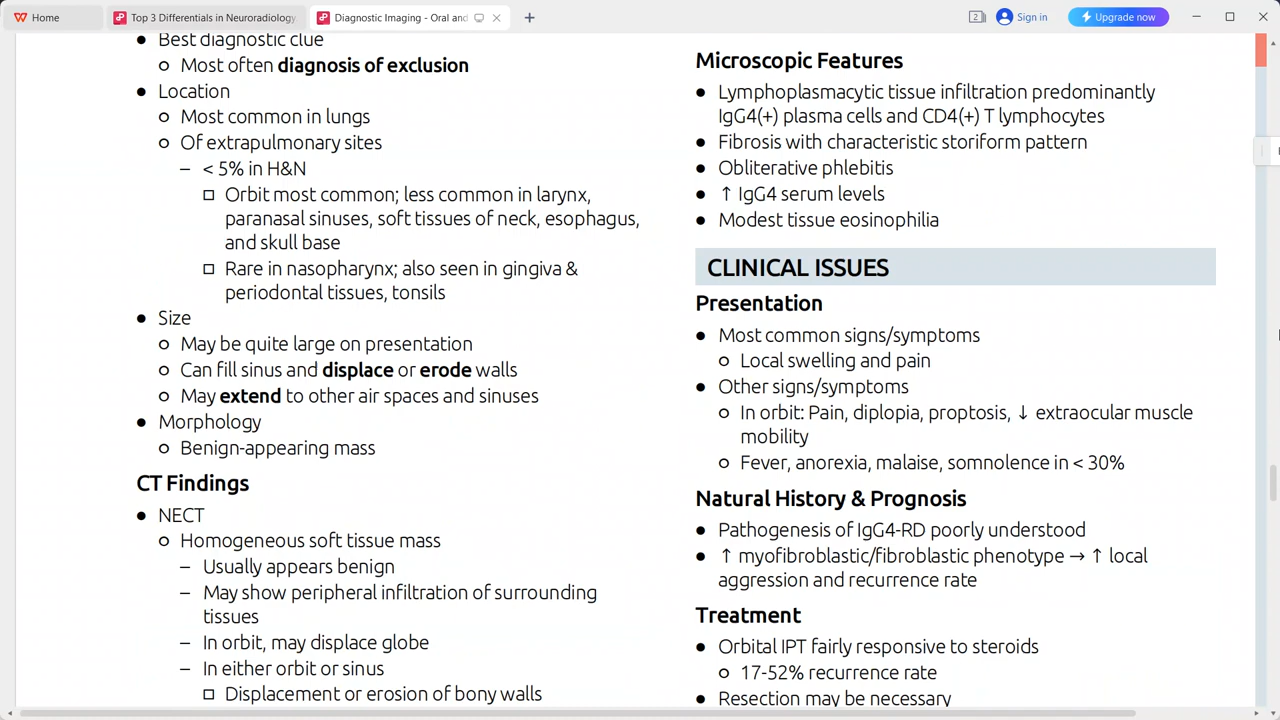 Home
Top 3 Differentials in Neuroradiology.
Diagnostic Imaging - Oral and
2
Sign in
Upgrade now
● Best diagnostic clue
o Most often diagnosis of exclusion
● Location
o Most common in lungs
o Of extrapulmonary sites
– < 5% in H&N
□ Orbit most common; less common in larynx,
paranasal sinuses, soft tissues of neck, esophagus,
and skull base
□ Rare in nasopharynx; also seen in gingiva &
periodontal tissues, tonsils
● Size
o May be quite large on presentation
o Can fill sinus and displace or erode walls
o May extend to other air spaces and sinuses
● Morphology
o Benign-appearing mass
CT Findings
● NECT
o Homogeneous soft tissue mass
– Usually appears benign
– May show peripheral infiltration of surrounding
tissues
– In orbit, may displace globe
– In either orbit or sinus
□ Displacement or erosion of bony walls
Microscopic Features
● Lymphoplasmacytic tissue infiltration predominantly
IgG4(+) plasma cells and CD4(+) T lymphocytes
● Fibrosis with characteristic storiform pattern
● Obliterative phlebitis
● ↑ IgG4 serum levels
● Modest tissue eosinophilia
CLINICAL ISSUES
Presentation
● Most common signs/symptoms
o Local swelling and pain
● Other signs/symptoms
o In orbit: Pain, diplopia, proptosis, ↓ extraocular muscle
mobility
o Fever, anorexia, malaise, somnolence in < 30%
Natural History & Prognosis
● Pathogenesis of IgG4-RD poorly understood
● ↑ myofibroblastic/fibroblastic phenotype → ↑ local
aggression and recurrence rate
Treatment
● Orbital IPT fairly responsive to steroids
o 17-52% recurrence rate
● Resection may be necessary